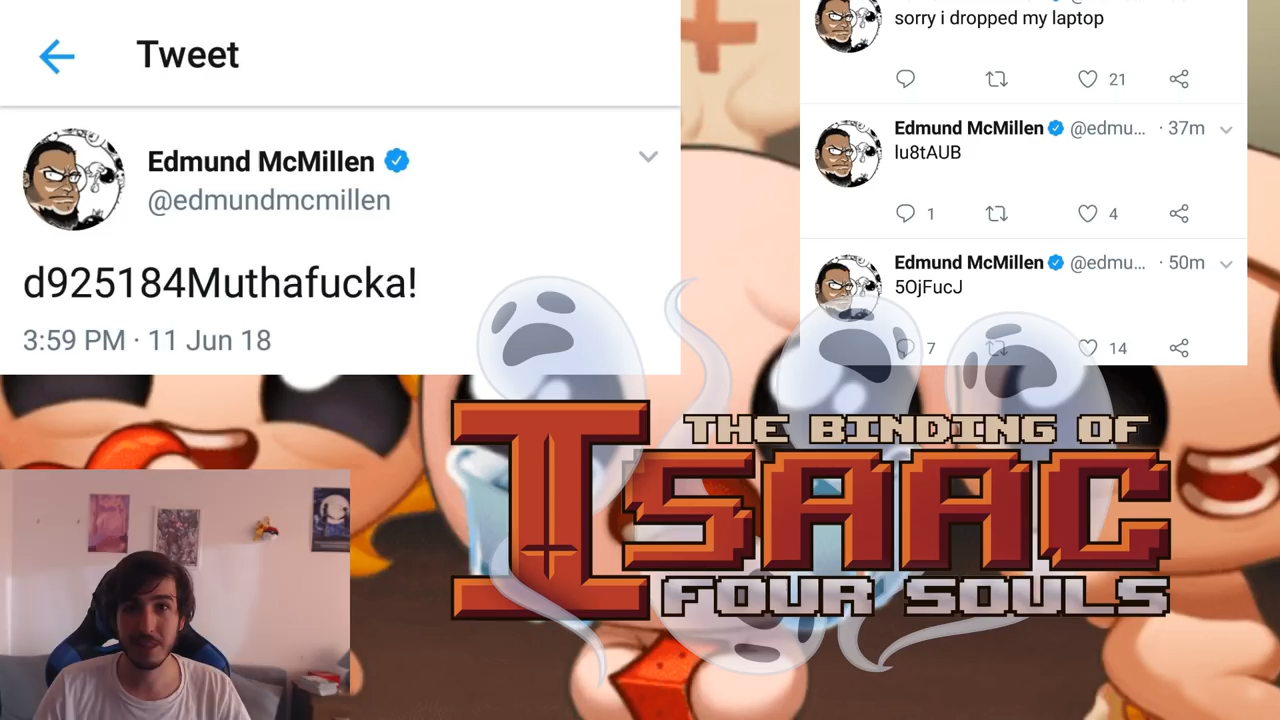 Tweet
Edmund McMillen
@edmundmcmillen
d925184Muthafucka!
3:59 PM · 11 Jun 18
sorry i dropped my laptop
21
Edmund McMillen @edmu... · 37m
lu8tAUB
1 4
Edmund McMillen @edmu... · 50m
5OjFucJ
7 14
THE BINDING OF
ISAAC
FOUR SOULS